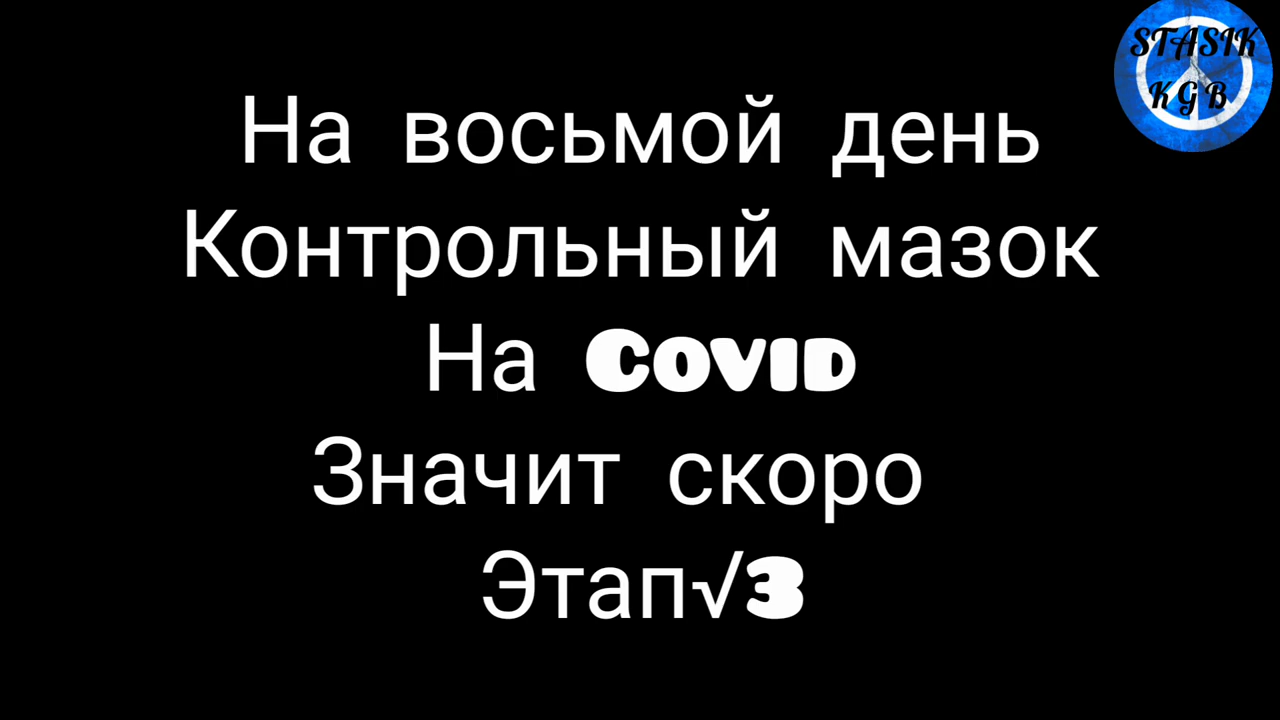 STASIK
KGB
На восьмой день
Контрольный мазок
На Covid
Значит скоро
Этап√3